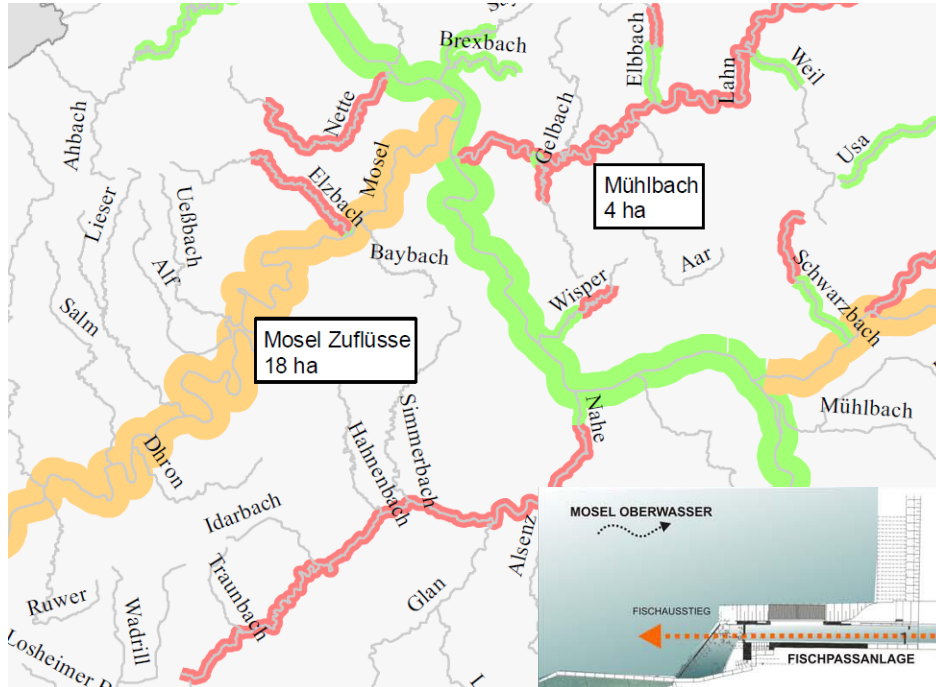 Brexbach
Elbbach
Lahn
Weil
Ahbach
Nette
Gelbach
Usa
Mosel
Elzbach
Mühlbach
4 ha
Lieser
Ueßbach
Alf
Baybach
Aar
Wisper
Schwarzbach
Salm
Mosel Zuflüsse
18 ha
Mühlbach
Nahe
Simmerbach
Hahnenbach
Dhron
Idarbach
Alsenz
Traunbach
Glan
Ruwer
Wadrill
Losheimer
MOSEL OBERWASSER
FISCHAUSSTIEG
FISCHPASSANLAGE
1